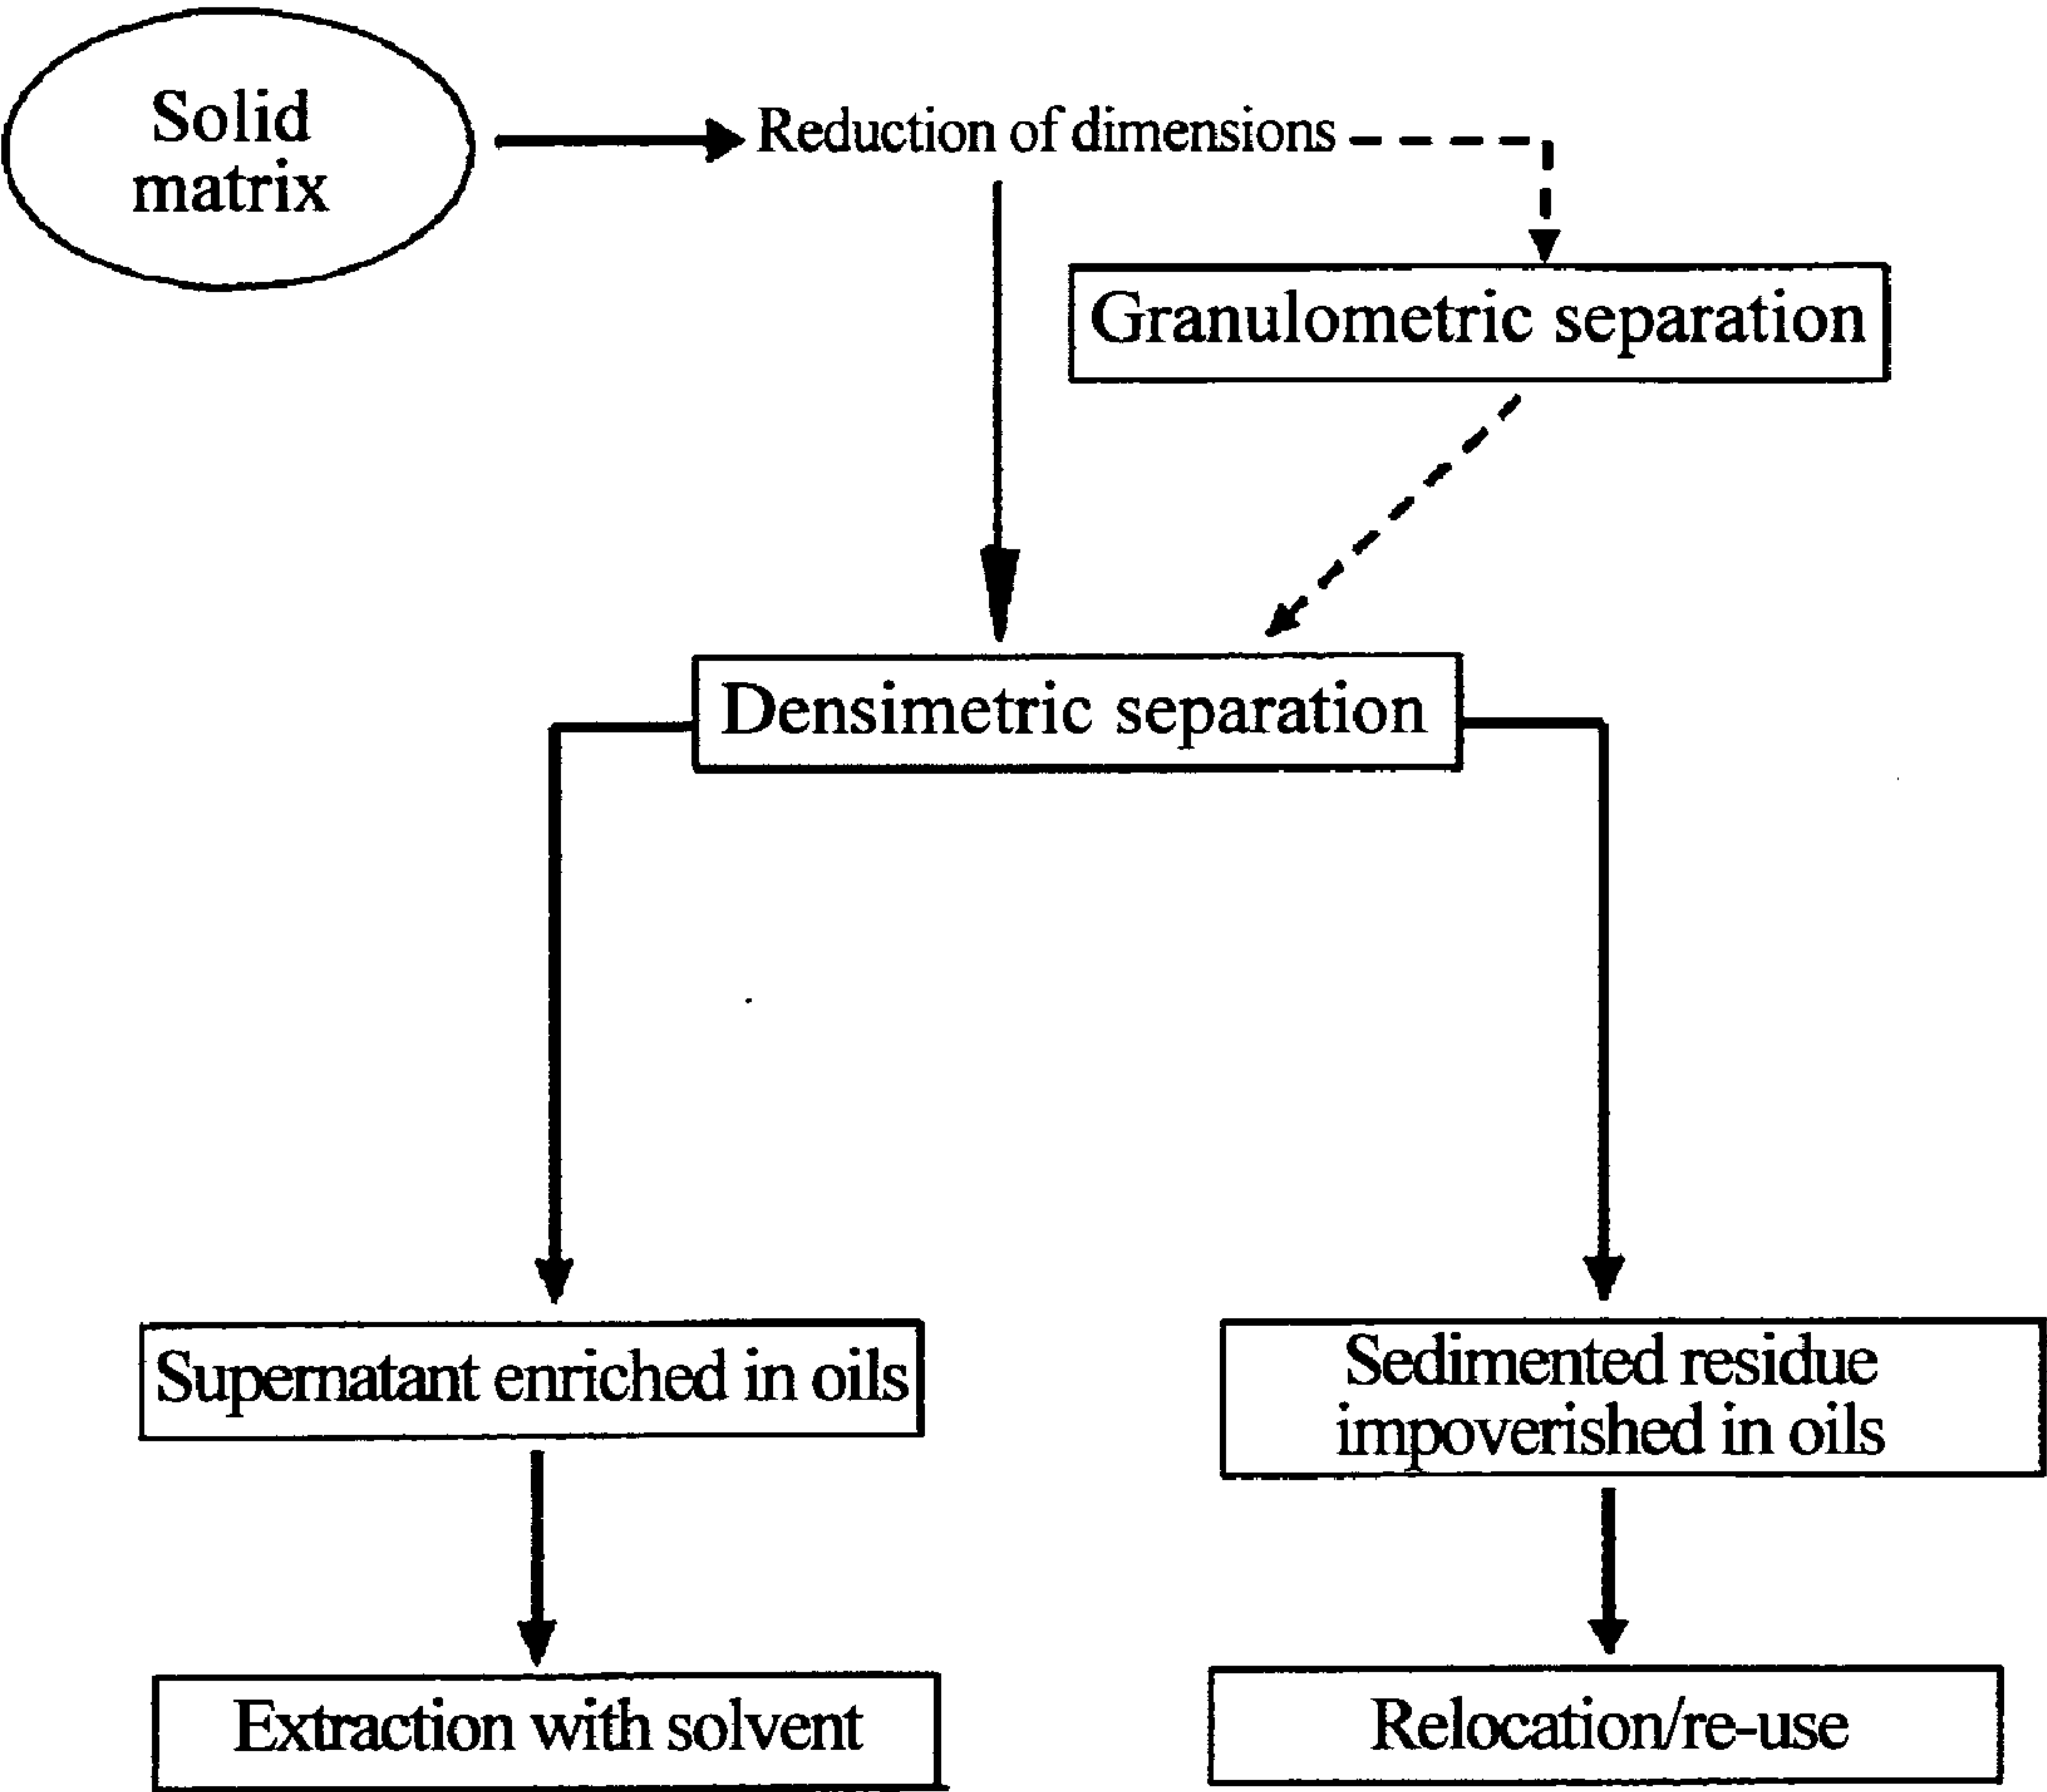 Solid
matrix
Reduction of dimensions
Granulometric separation
Densimetric separation
Supernatant enriched in oils
Sedimented residue
impoverished in oils
Extraction with solvent
Relocation/re-use